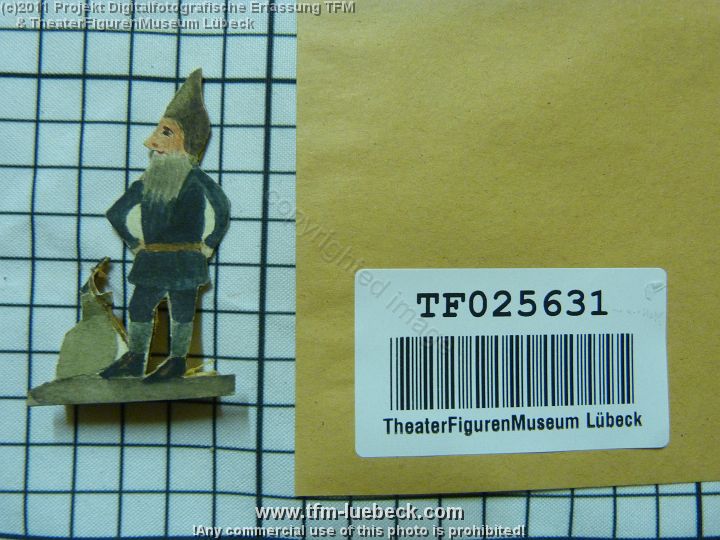 (c)2011 Projekt Digitalfotografische Erfassung TFM
& TheaterFigurenMuseum Lübeck
copyrighted image
TF025631
TheaterFigurenMuseum Lübeck
www.tfm-luebeck.com
!Any commercial use of this photo is prohibited!